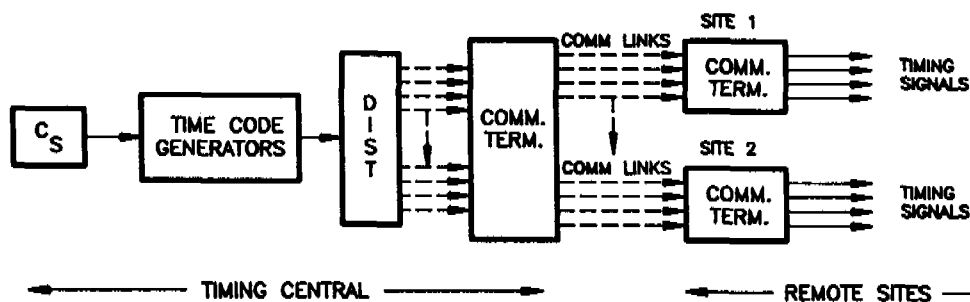 C_S
TIME CODE
GENERATORS
D
I
S
T
COMM.
TERM.
COMM LINKS
SITE 1
COMM.
TERM.
TIMING
SIGNALS
COMM LINKS
SITE 2
COMM.
TERM.
TIMING
SIGNALS
TIMING CENTRAL
REMOTE SITES